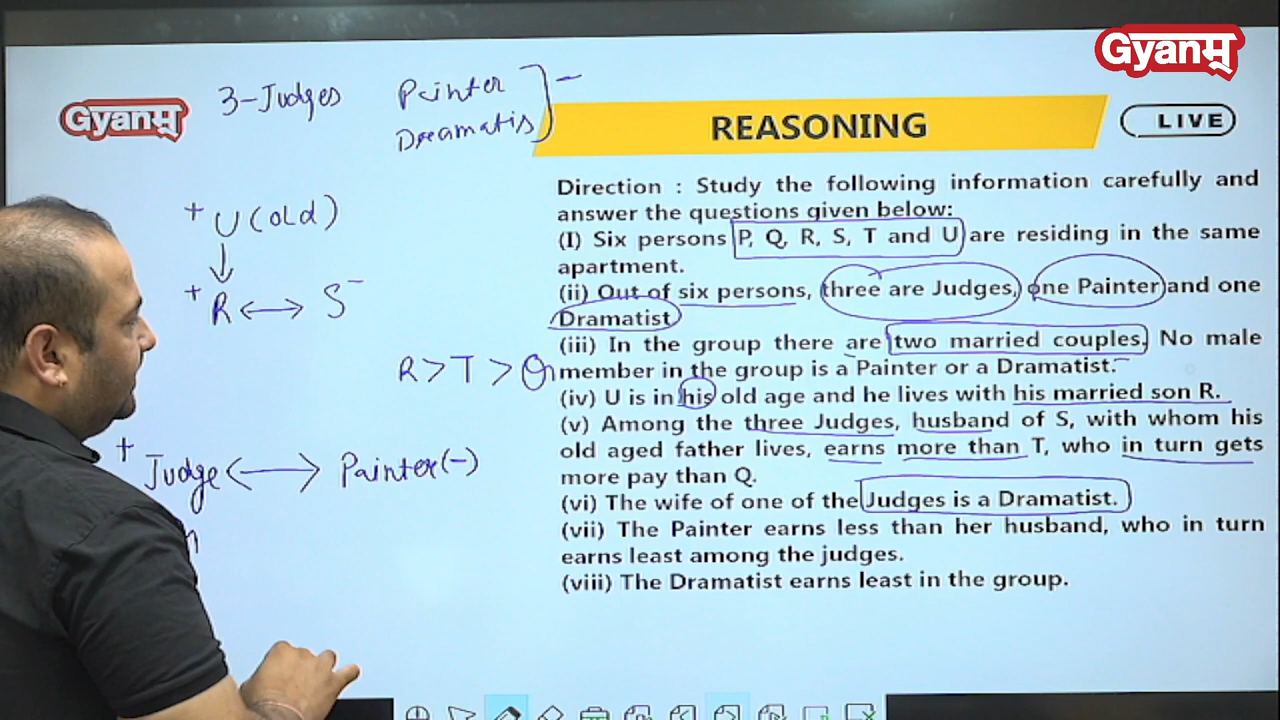 Gyanम्
Gyanम्
3-Judges
Painter
Dreamatis
REASONING
LIVE
+ U (old)
+ R ↔ S -
R > T > Q
+ Judge ↔ Painter (-)
Direction : Study the following information carefully and
answer the questions given below:
(I) Six persons P, Q, R, S, T and U are residing in the same
apartment.
(ii) Out of six persons, three are Judges, one Painter and one
Dramatist
(iii) In the group there are two married couples. No male
member in the group is a Painter or a Dramatist.
(iv) U is in his old age and he lives with his married son R.
(v) Among the three Judges, husband of S, with whom his
old aged father lives, earns more than T, who in turn gets
more pay than Q.
(vi) The wife of one of the Judges is a Dramatist.
(vii) The Painter earns less than her husband, who in turn
earns least among the judges.
(viii) The Dramatist earns least in the group.